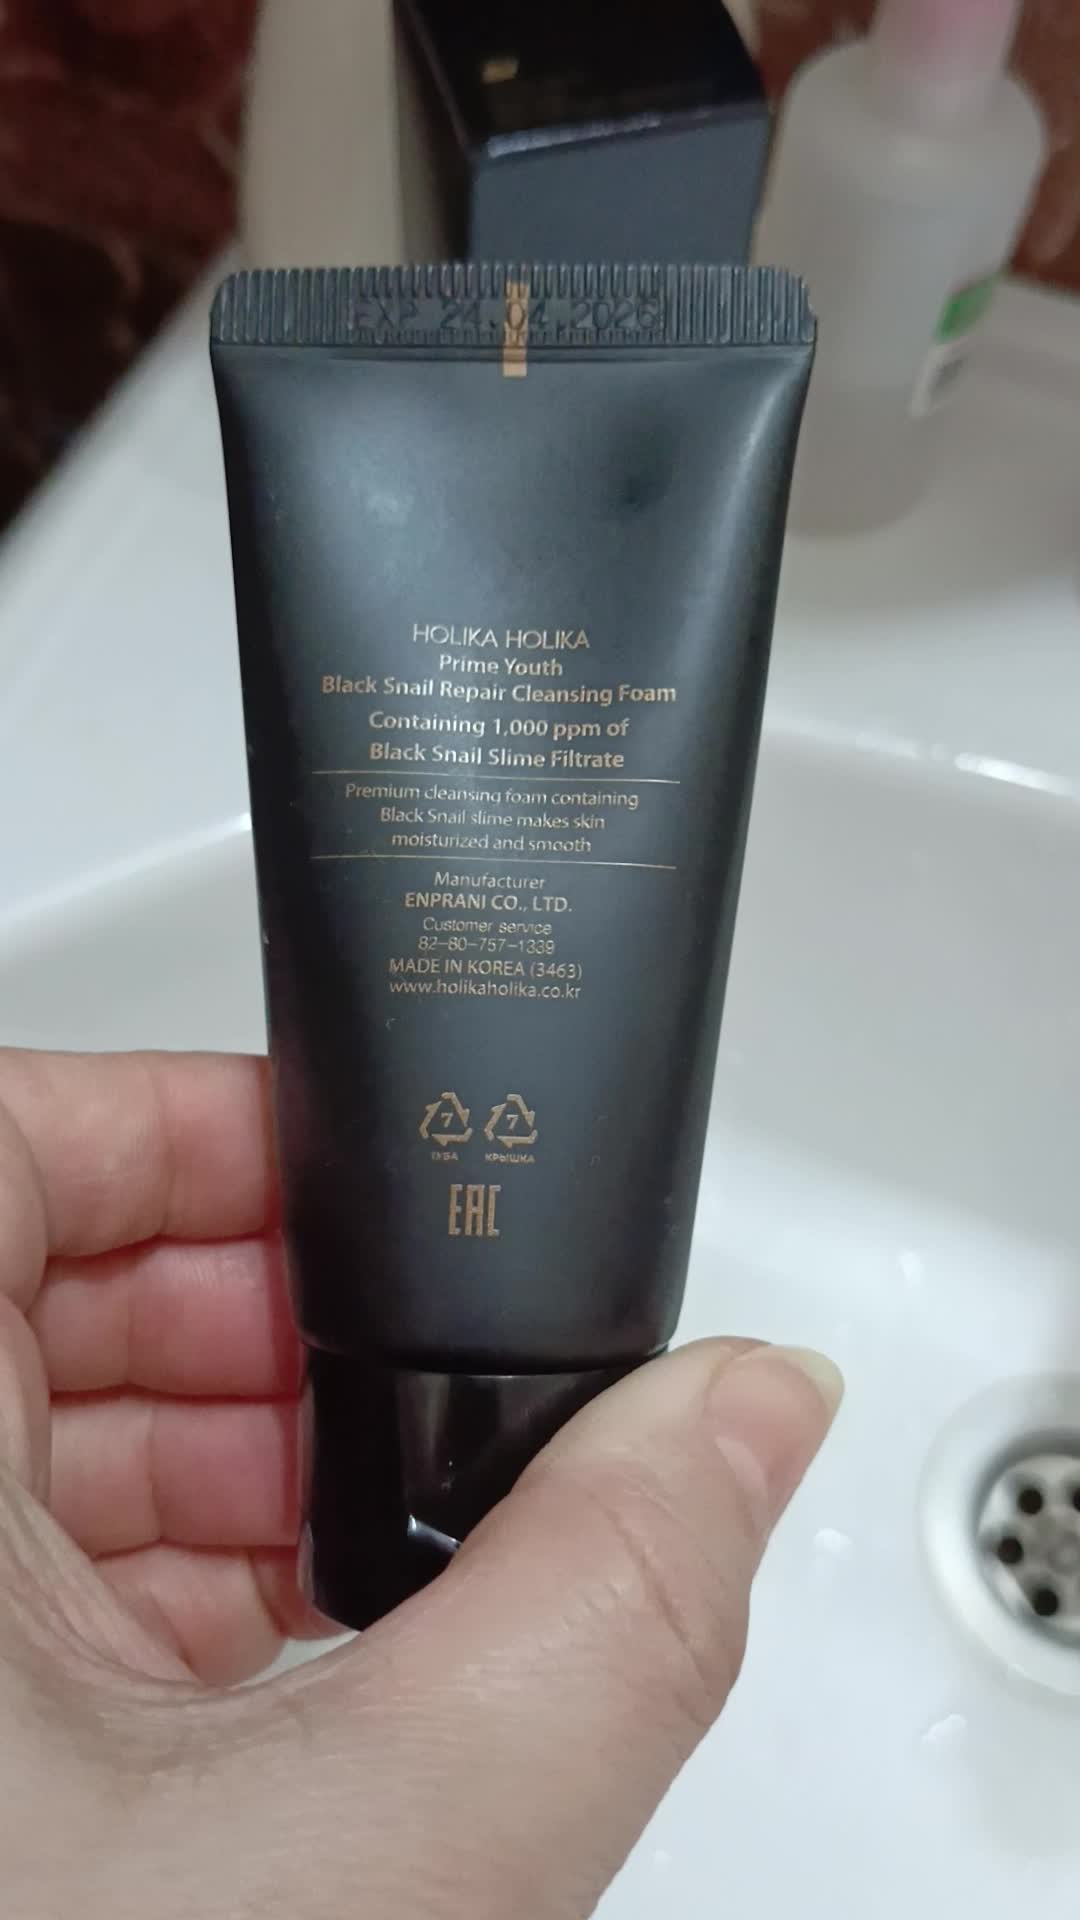 EXP 24.04 2026
HOLIKA HOLIKA
Prime Youth
Black Snail Repair Cleansing Foam
Containing 1,000 ppm of
Black Snail Slime Filtrate
Premium cleansing foam containing
Black Snail slime makes skin
moisturized and smooth
Manufacturer
ENPRANI CO., LTD.
Customer service
82-80-757-1339
MADE IN KOREA (3463)
www.holikaholika.co.kr
7 7
ТУБА КРЫШКА
EAC